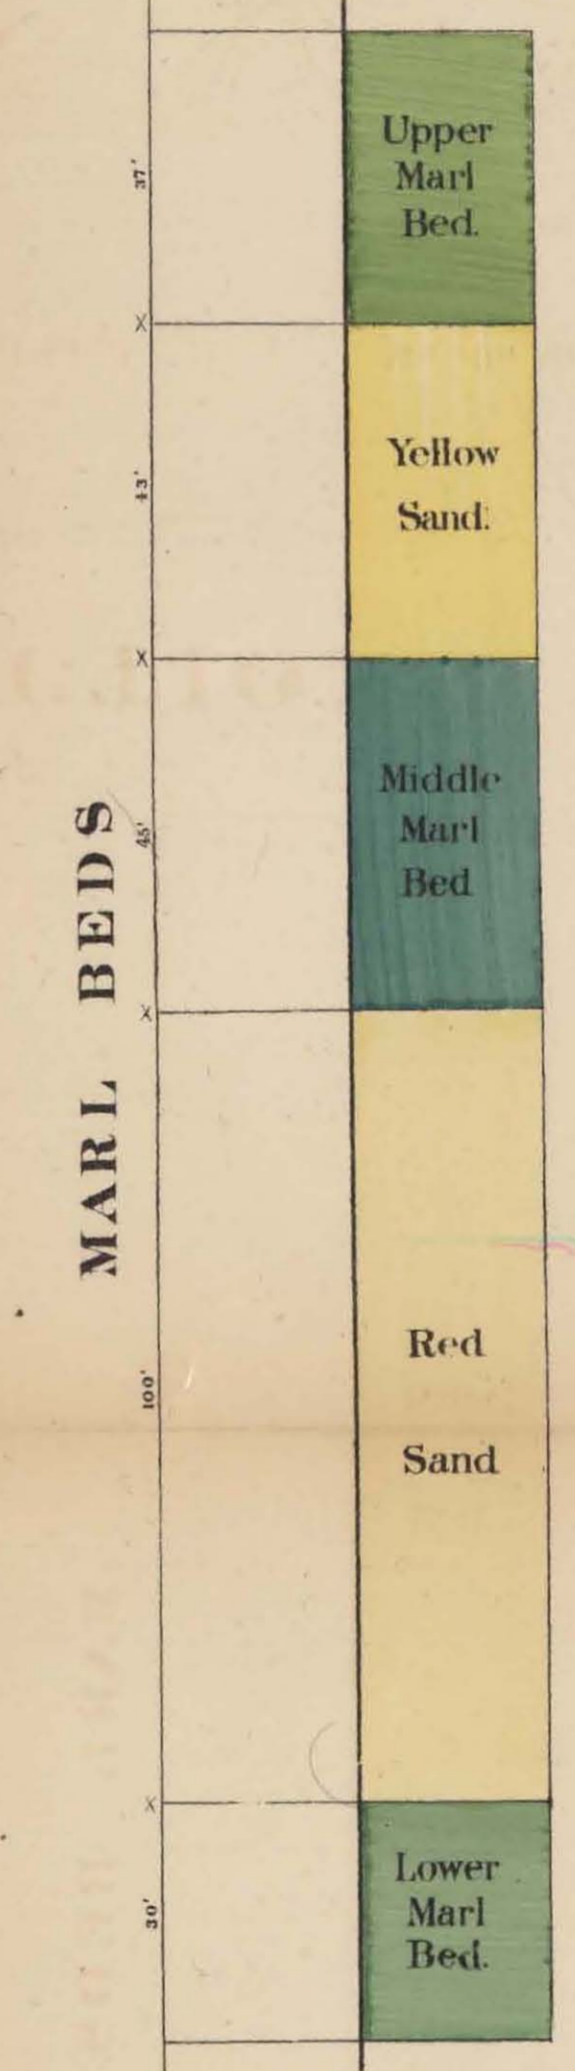 37'
Upper
Marl
Bed.
43'
Yellow
Sand.
MARL BEDS
45'
Middle
Marl
Bed
100'
Red
Sand
30'
Lower
Marl
Bed.